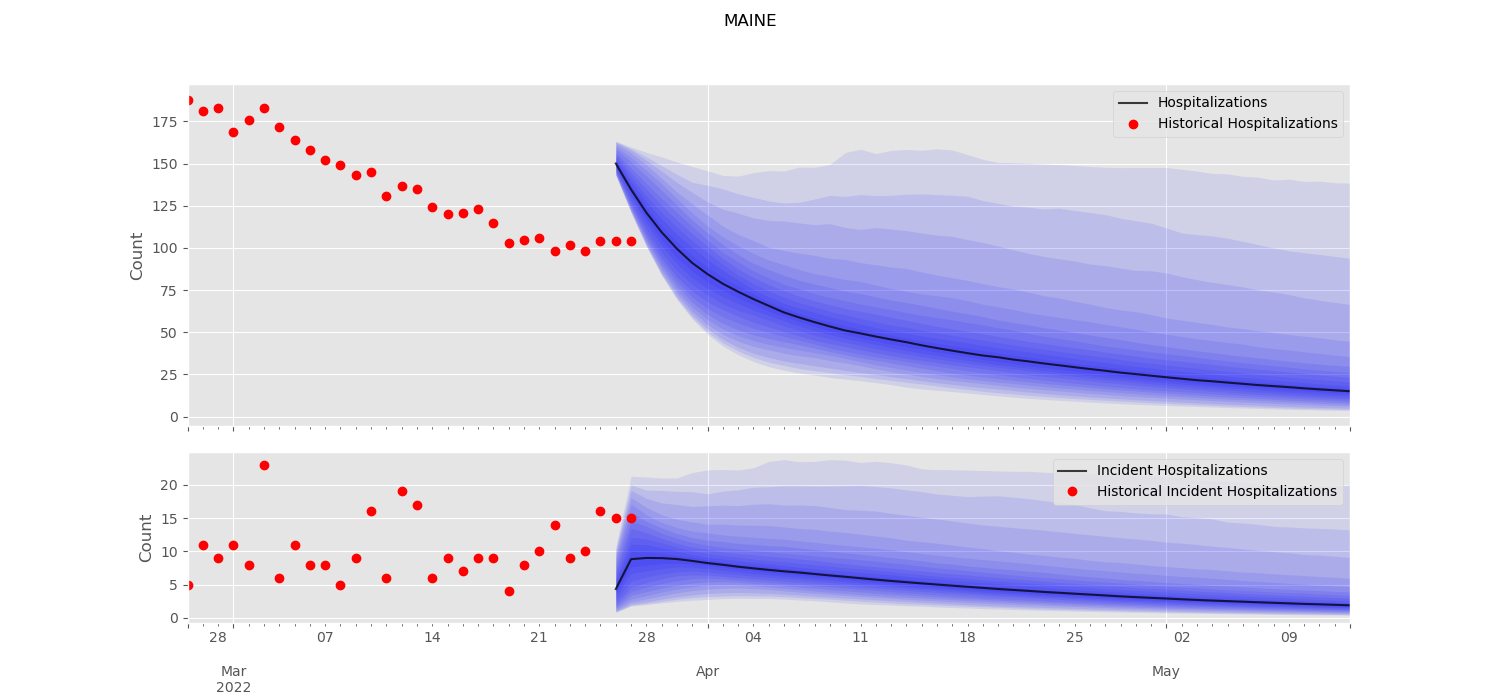 MAINE
Hospitalizations
Historical Hospitalizations
Count
175
150
125
100
75
50
25
0
Incident Hospitalizations
Historical Incident Hospitalizations
Count
20
15
10
5
0
28 07 14 21 28 04 11 18 25 02 09
Mar Apr May
2022